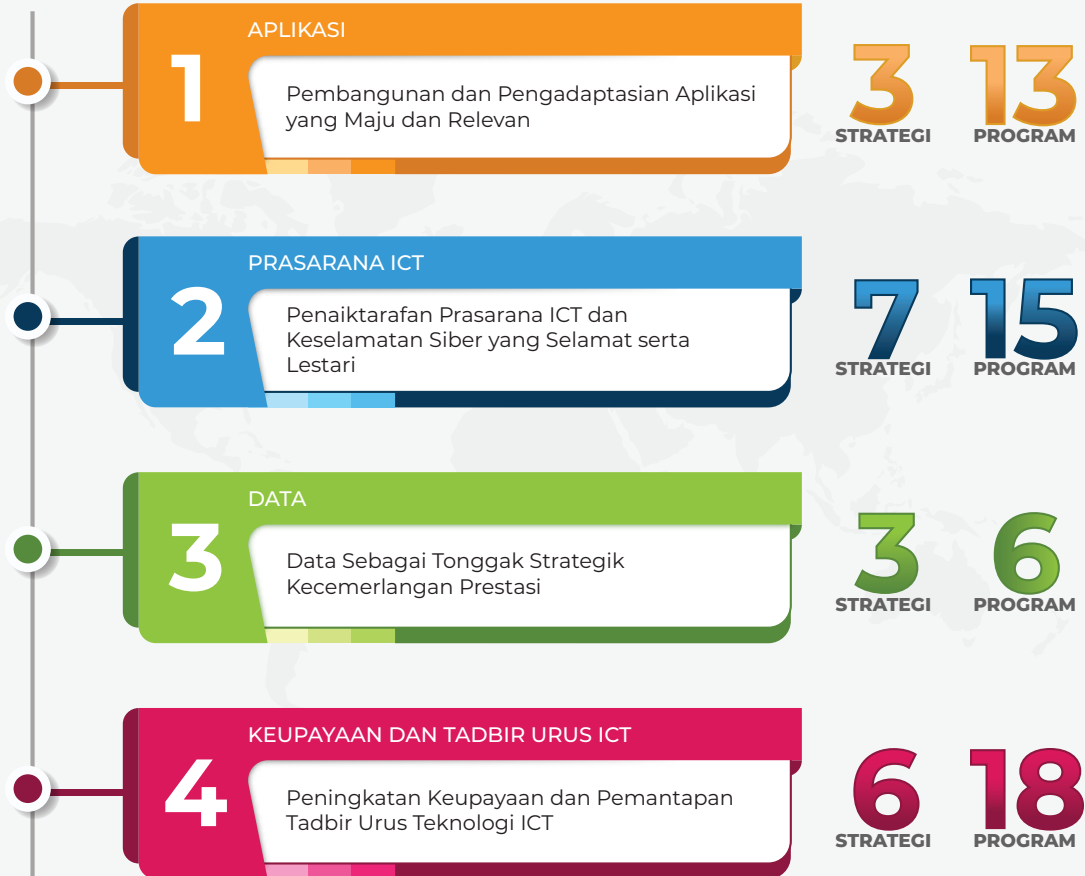 APLIKASI
1
Pembangunan dan Pengadaptasian Aplikasi
yang Maju dan Relevan
3 13
STRATEGI PROGRAM
PRASARANA ICT
2
Penaiktarafan Prasarana ICT dan
Keselamatan Siber yang Selamat serta
Lestari
7 15
STRATEGI PROGRAM
DATA
3
Data Sebagai Tonggak Strategik
Kecemerlangan Prestasi
3 6
STRATEGI PROGRAM
KEUPAYAAN DAN TADBIR URUS ICT
4
Peningkatan Keupayaan dan Pemantapan
Tadbir Urus Teknologi ICT
6 18
STRATEGI PROGRAM